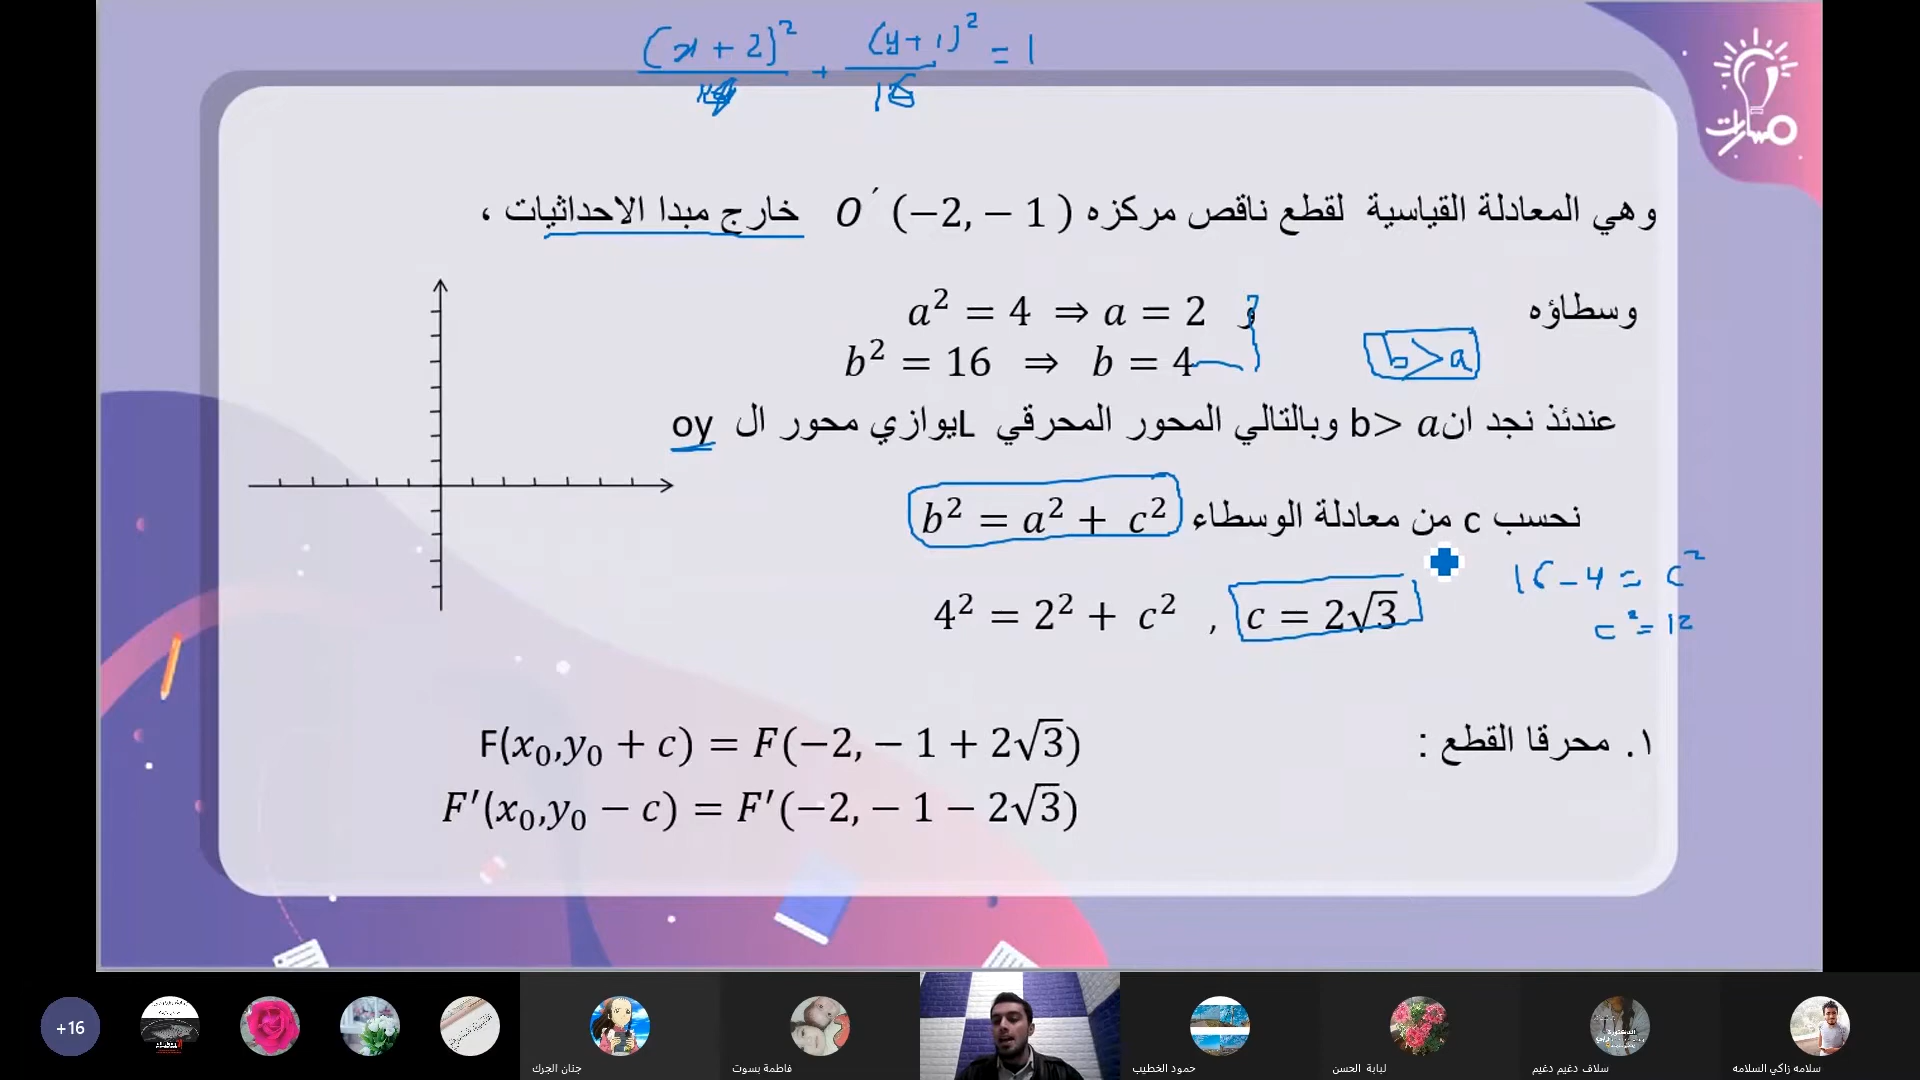 (x + 2)² / 4 + (y + 1)² / 16 = 1
مسارات
وهي المعادلة القياسية لقطع ناقص مركزه O´ (−2, − 1 ) خارج مبدا الاحداثيات ،
وسطاؤه a² = 4 ⇒ a = 2 و
b² = 16 ⇒ b = 4
b > a
عندئذ نجد ان b> a وبالتالي المحور المحرقي L يوازي محور ال oy
نحسب c من معادلة الوسطاء b² = a² + c²
16 − 4 = c²
4² = 2² + c² , c = 2√3
c² = 12
١. محرقا القطع : F(x₀,y₀ + c) = F(−2, − 1 + 2√3)
F′(x₀,y₀ − c) = F′(−2, − 1 − 2√3)
+16
جنان الجرك
فاطمة بسوت
حمود الخطيب
لبابة الحسن
سلاف دغيم دغيم
سلامه زاكي السلامه